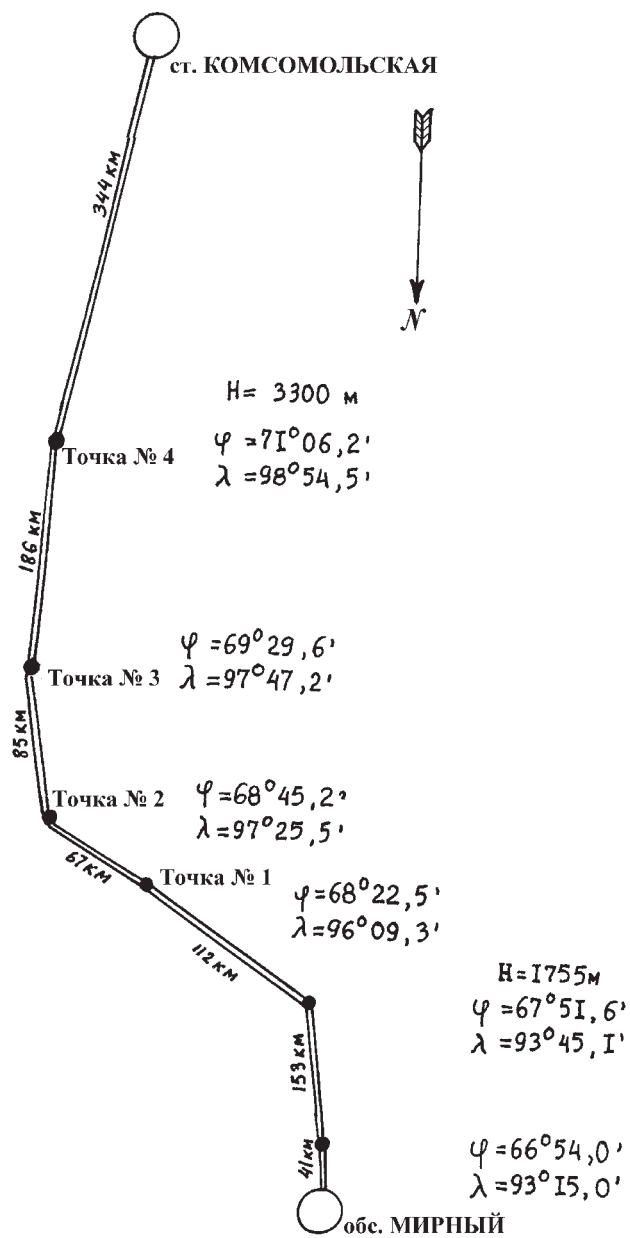 ст. КОМСОМОЛЬСКАЯ
344 км
N
H= 3300 м
φ =7I°06,2'
λ =98°54,5'
Точка № 4
186 км
φ =69°29,6'
λ =97°47,2'
Точка № 3
85 км
Точка № 2
φ =68°45,2'
λ =97°25,5'
67 км
Точка № 1
φ=68°22,5'
λ=96°09,3'
112 км
H=I755м
φ =67°5I,6'
λ =93°45,I'
153 км
41 км
φ =66°54,0'
λ =93°I5,0'
обс. МИРНЫЙ